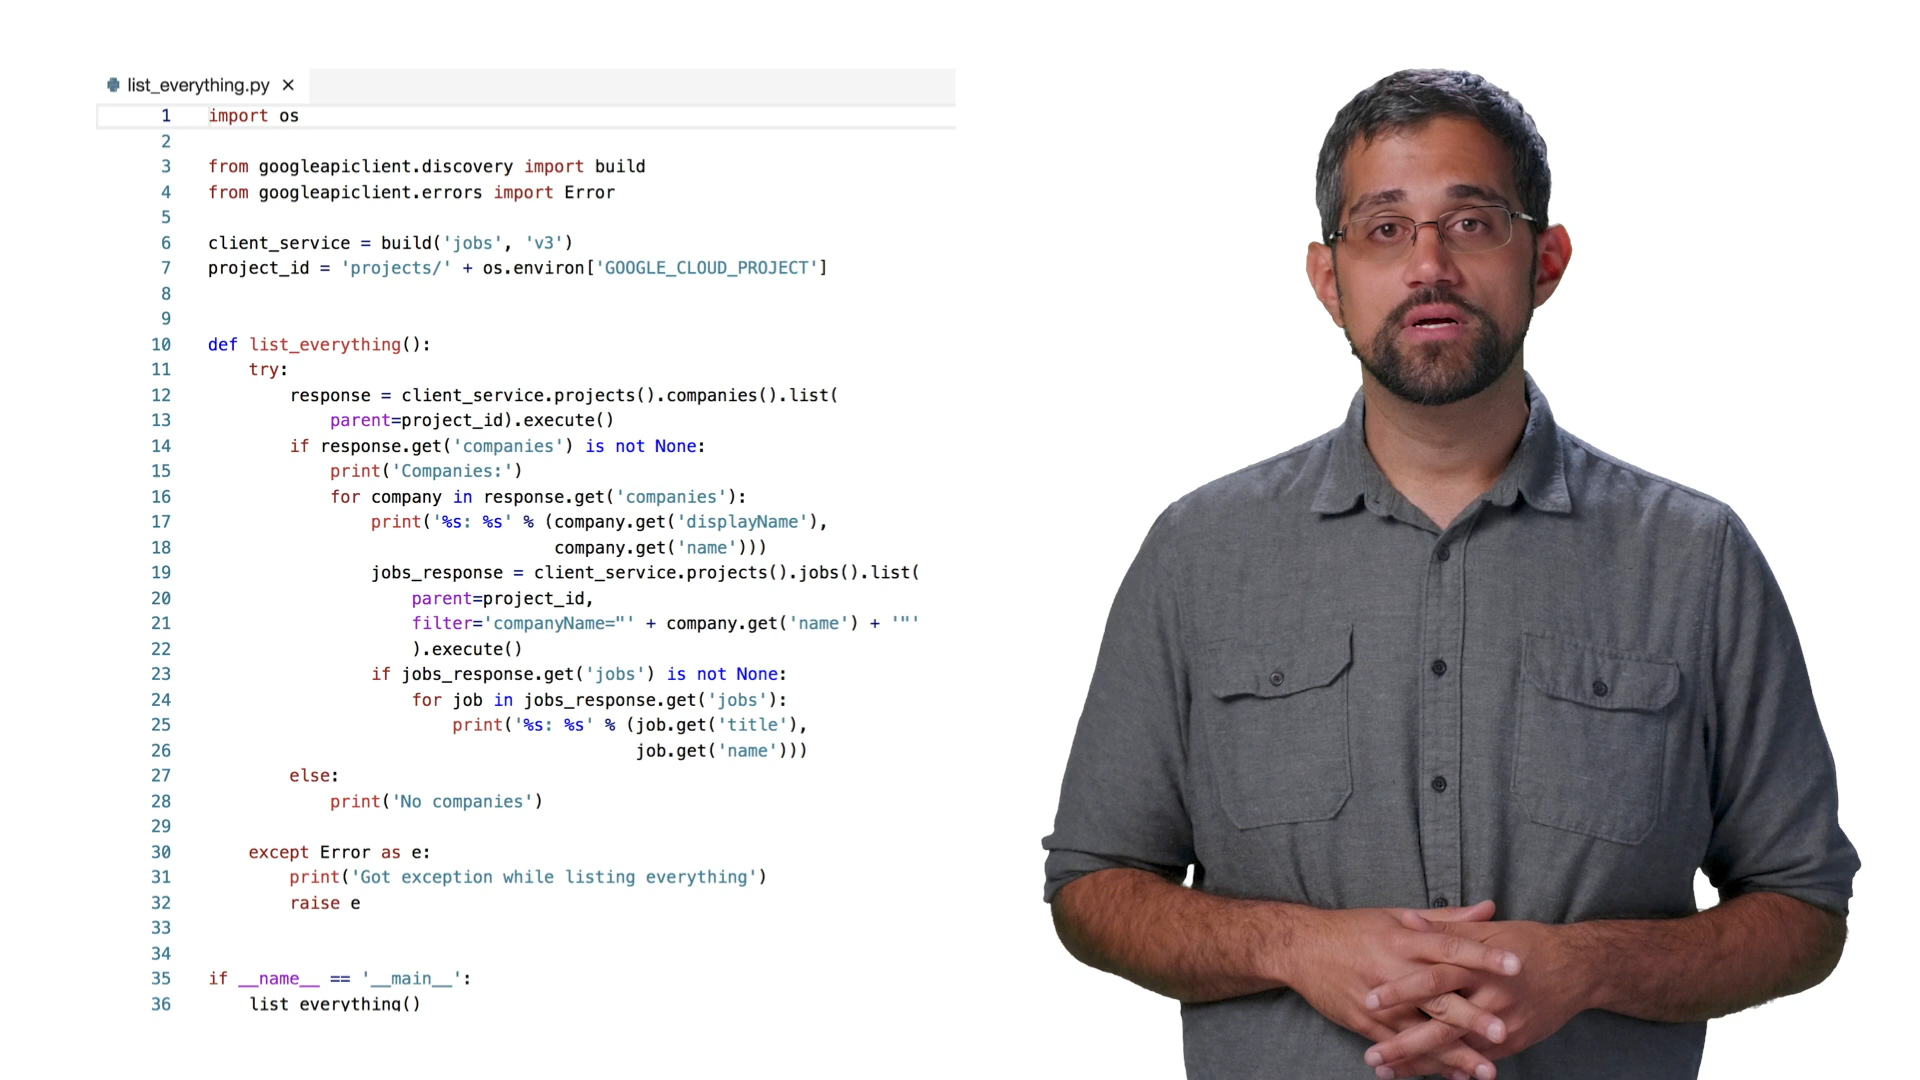 list_everything.py ×
1 import os
2
3 from googleapiclient.discovery import build
4 from googleapiclient.errors import Error
5
6 client_service = build('jobs', 'v3')
7 project_id = 'projects/' + os.environ['GOOGLE_CLOUD_PROJECT']
8
9
10 def list_everything():
11     try:
12         response = client_service.projects().companies().list(
13             parent=project_id).execute()
14         if response.get('companies') is not None:
15             print('Companies:')
16             for company in response.get('companies'):
17                 print('%s: %s' % (company.get('displayName'),
18                                   company.get('name')))
19                 jobs_response = client_service.projects().jobs().list(
20                     parent=project_id,
21                     filter='companyName="' + company.get('name') + '"'
22                     ).execute()
23                 if jobs_response.get('jobs') is not None:
24                     for job in jobs_response.get('jobs'):
25                         print('%s: %s' % (job.get('title'),
26                                           job.get('name')))
27         else:
28             print('No companies')
29
30     except Error as e:
31         print('Got exception while listing everything')
32         raise e
33
34
35 if __name__ == '__main__':
36     list_everything()